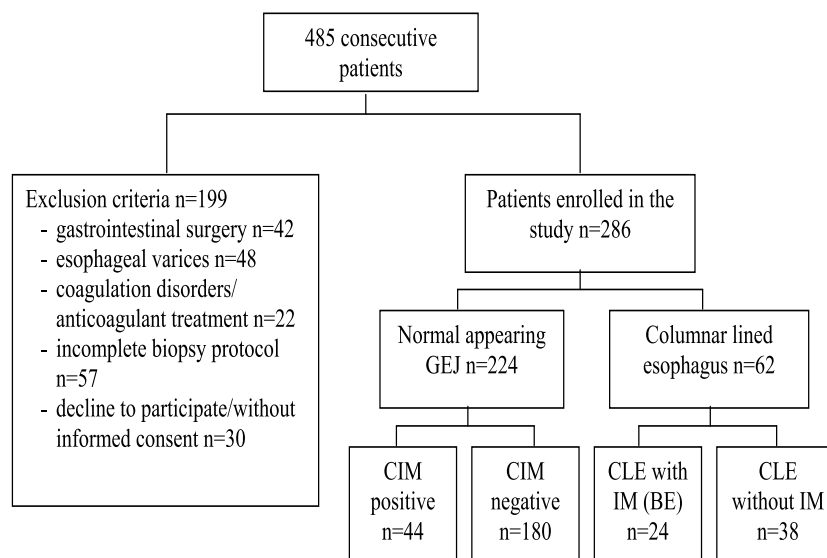 485 consecutive
patients
Exclusion criteria n=199
- gastrointestinal surgery n=42
- esophageal varices n=48
- coagulation disorders/
anticoagulant treatment n=22
- incomplete biopsy protocol
n=57
- decline to participate/without
informed consent n=30
Patients enrolled in the
study n=286
Normal appearing
GEJ n=224
Columnar lined
esophagus n=62
CIM
positive
n=44
CIM
negative
n=180
CLE with
IM (BE)
n=24
CLE
without IM
n=38